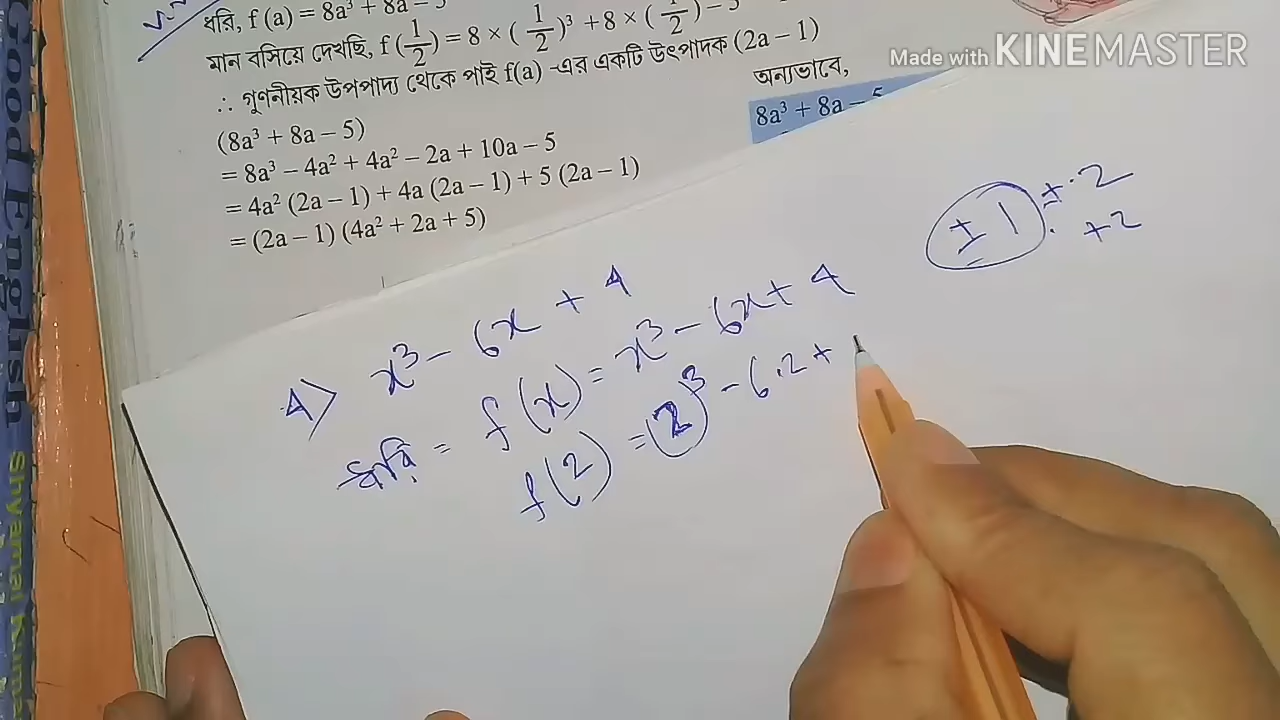 ধরি, f (a) = 8a³ + 8a – 5
মান বসিয়ে দেখছি, f(1/2) = 8 × (1/2)³ + 8 × (1/2) – 5
∴ গুণনীয়ক উপপাদ্য থেকে পাই f(a) -এর একটি উৎপাদক (2a – 1)
(8a³ + 8a – 5)
= 8a³ – 4a² + 4a² – 2a + 10a – 5
= 4a² (2a – 1) + 4a (2a – 1) + 5 (2a – 1)
= (2a – 1) (4a² + 2a + 5)
অন্যভাবে,
8a³ + 8a – 5
Made with KINEMASTER
±1 ± 2
+2
4> x³ – 6x + 4
ধরি = f(x) = x³ – 6x + 4
f(2) = (2)³ – 6.2 +
Good English
Shyamal Kuma